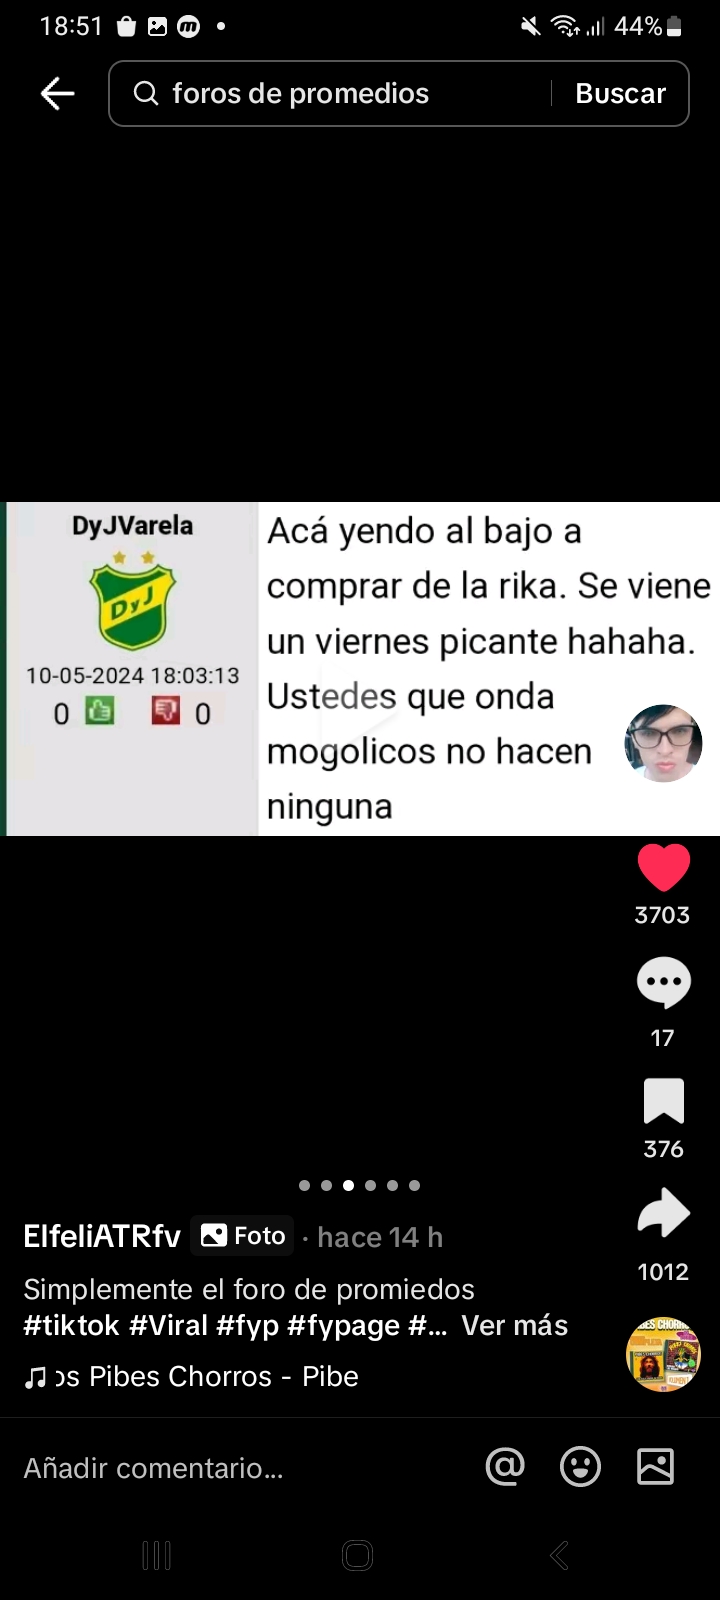 18:51
44%
foros de promedios
Buscar
DyJVarela
DyJ
10-05-2024 18:03:13
0 0
Acá yendo al bajo a
comprar de la rika. Se viene
un viernes picante hahaha.
Ustedes que onda
mogolicos no hacen
ninguna
3703
17
376
1012
ElfeliATRfv Foto · hace 14 h
Simplemente el foro de promiedos
#tiktok #Viral #fyp #fypage #... Ver más
os Pibes Chorros - Pibe
Añadir comentario...